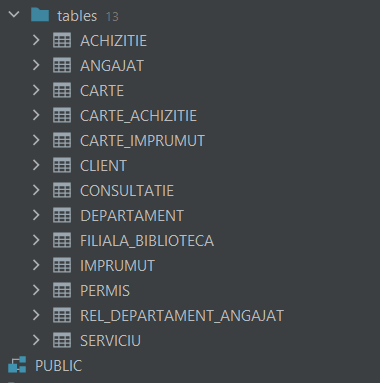 tables 13
ACHIZITIE
ANGAJAT
CARTE
CARTE_ACHIZITIE
CARTE_IMPRUMUT
CLIENT
CONSULTATIE
DEPARTAMENT
FILIALA_BIBLIOTECA
IMPRUMUT
PERMIS
REL_DEPARTAMENT_ANGAJAT
SERVICIU
PUBLIC